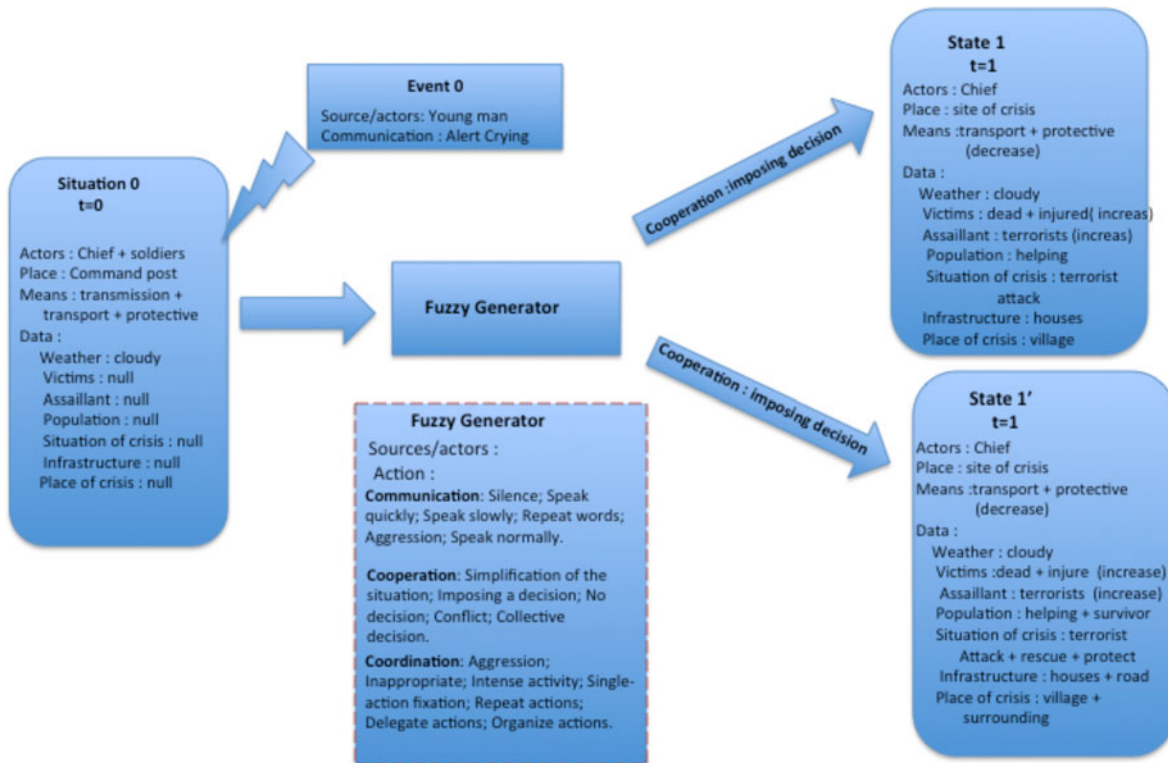 Situation 0
t=0
Actors : Chief + soldiers
Place : Command post
Means : transmission +
transport + protective
Data :
Weather : cloudy
Victims : null
Assaillant : null
Population : null
Situation of crisis : null
Infrastructure : null
Place of crisis : null
Event 0
Source/actors: Young man
Communication : Alert Crying
Fuzzy Generator
Fuzzy Generator
Sources/actors :
Action :
Communication: Silence; Speak
quickly; Speak slowly; Repeat words;
Aggression; Speak normally.
Cooperation: Simplification of the
situation; Imposing a decision; No
decision; Conflict; Collective
decision.
Coordination: Aggression;
Inappropriate; Intense activity; Single-
action fixation; Repeat actions;
Delegate actions; Organize actions.
Cooperation :imposing decision
Cooperation : imposing decision
State 1
t=1
Actors : Chief
Place : site of crisis
Means :transport + protective
(decrease)
Data :
Weather : cloudy
Victims : dead + injured( increas)
Assaillant : terrorists (increas)
Population : helping
Situation of crisis : terrorist
attack
Infrastructure : houses
Place of crisis : village
State 1’
t=1
Actors : Chief
Place : site of crisis
Means :transport + protective
(decrease)
Data :
Weather : cloudy
Victims :dead + injure (increase)
Assaillant : terrorists (increase)
Population : helping + survivor
Situation of crisis : terrorist
Attack + rescue + protect
Infrastructure : houses + road
Place of crisis : village +
surrounding